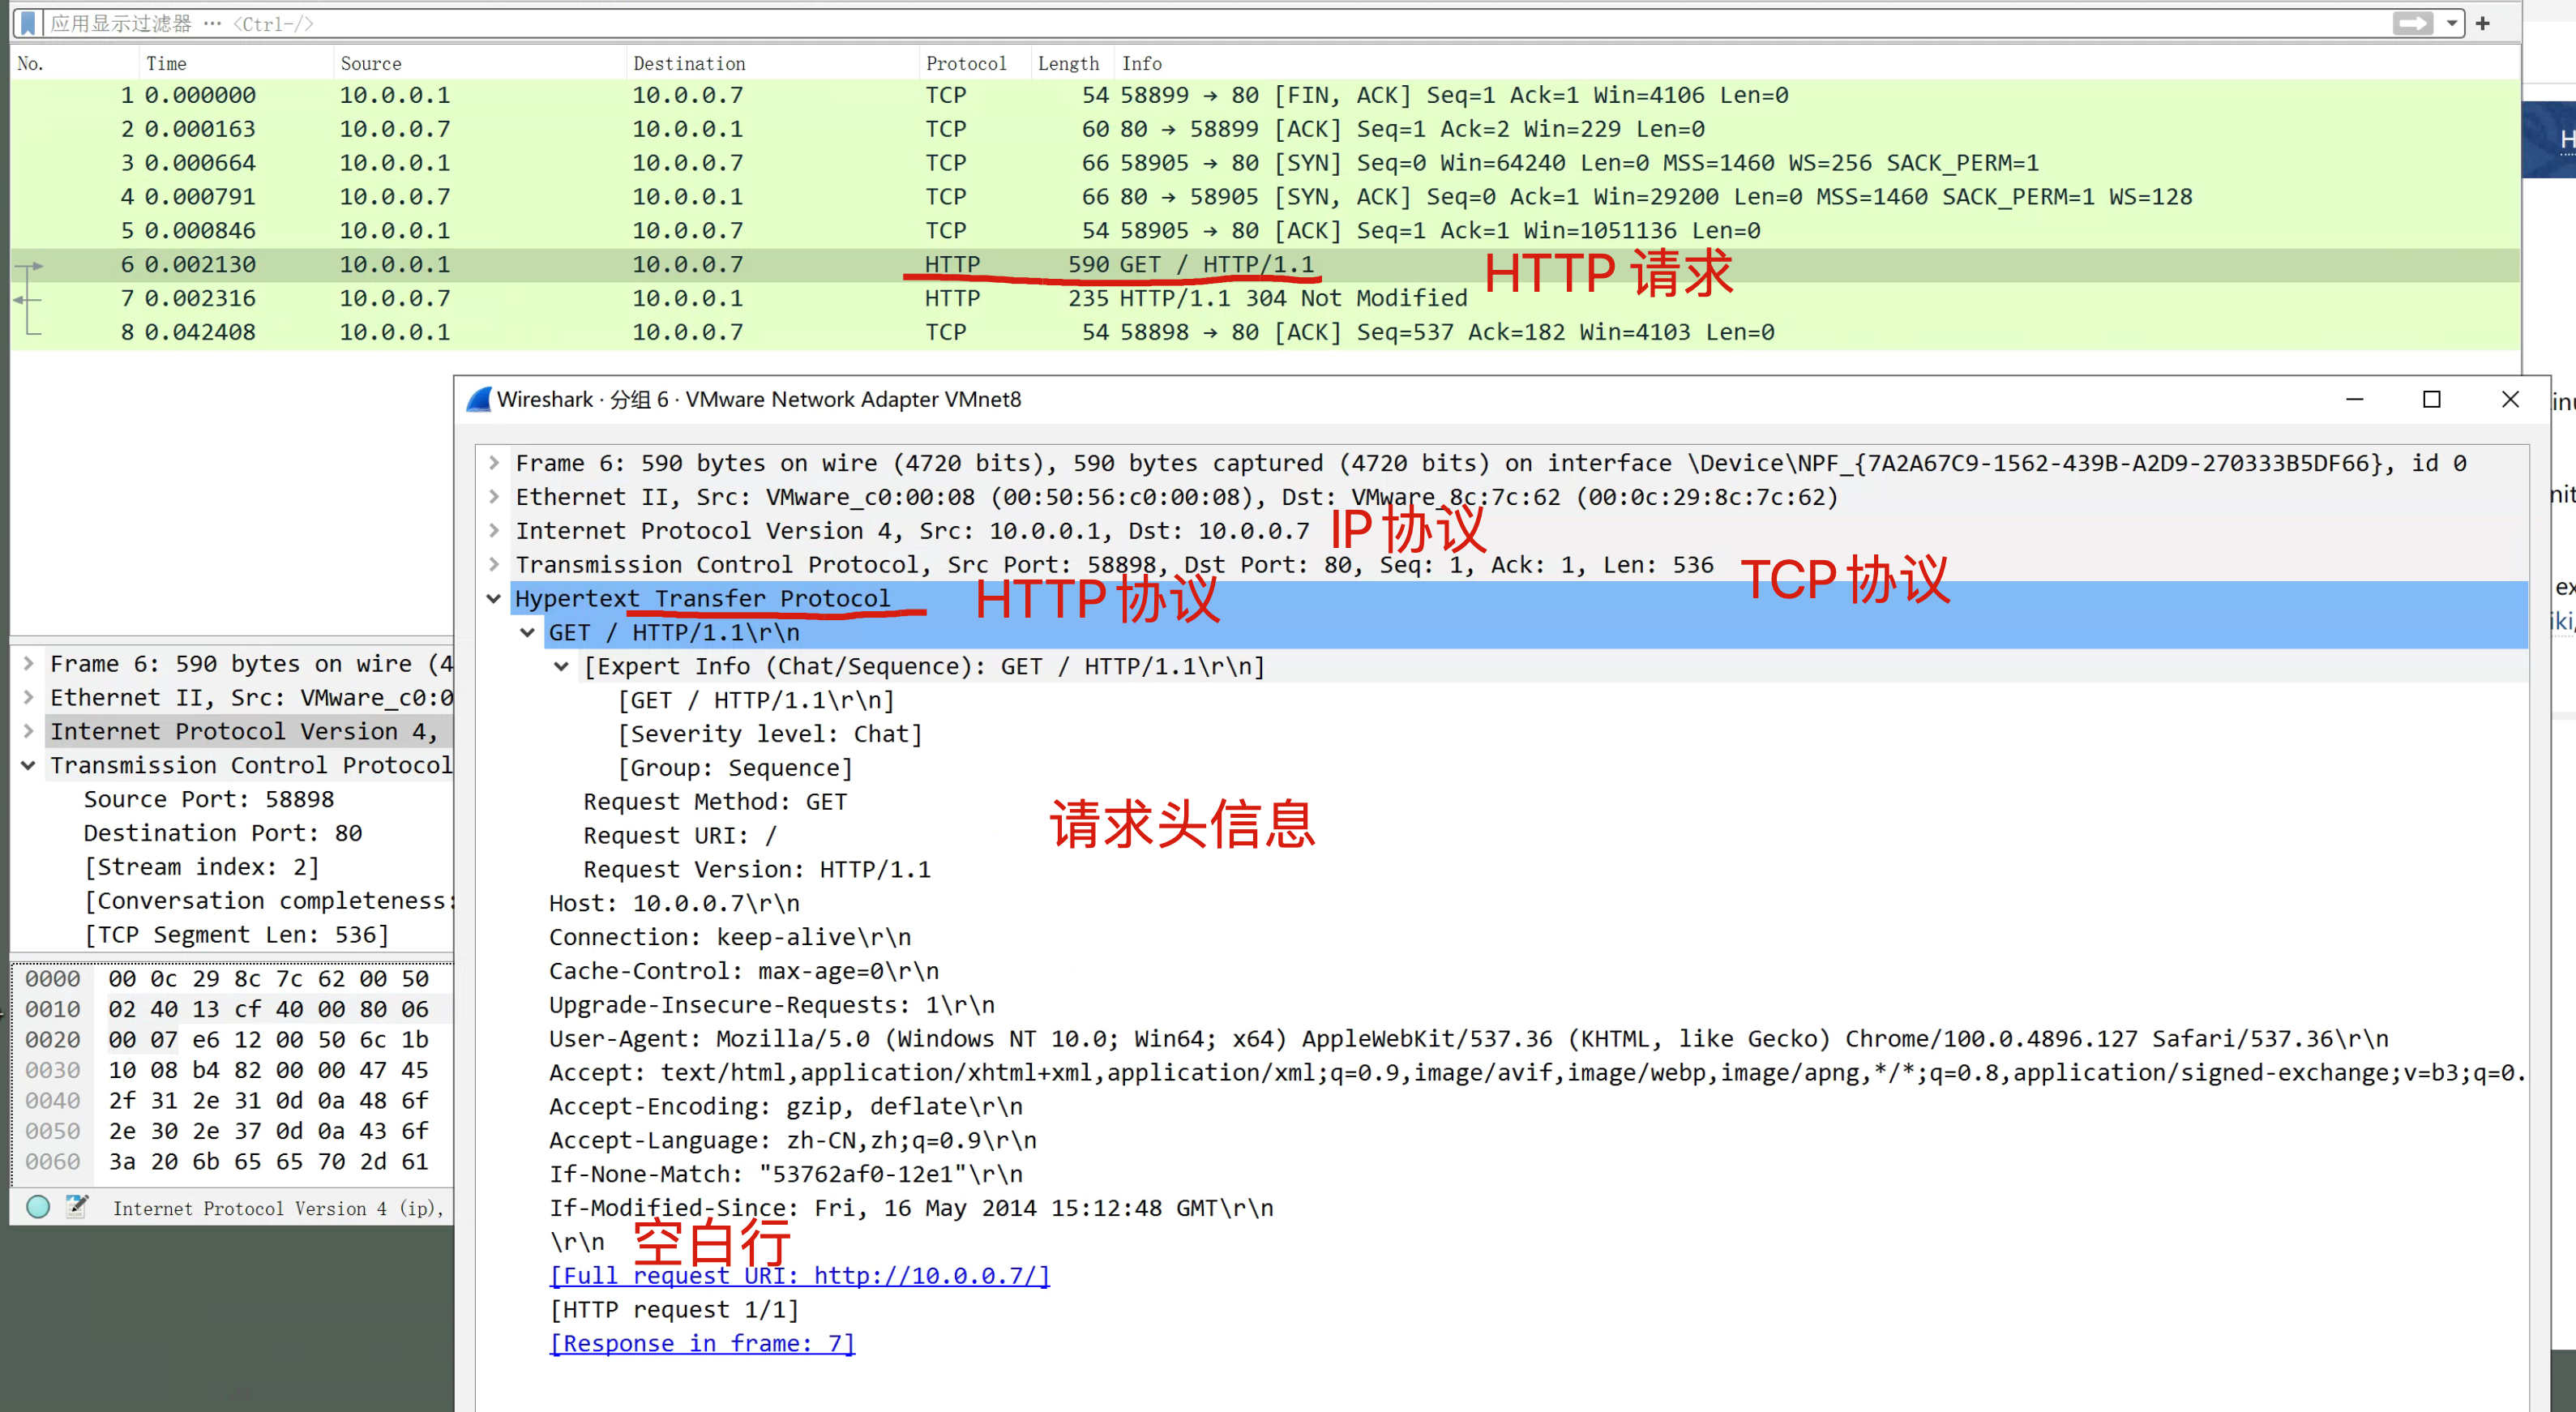 应用显示过滤器 … <Ctrl-/>
No. Time Source Destination Protocol Length Info
1 0.000000 10.0.0.1 10.0.0.7 TCP 54 58899 → 80 [FIN, ACK] Seq=1 Ack=1 Win=4106 Len=0
2 0.000163 10.0.0.7 10.0.0.1 TCP 60 80 → 58899 [ACK] Seq=1 Ack=2 Win=229 Len=0
3 0.000664 10.0.0.1 10.0.0.7 TCP 66 58905 → 80 [SYN] Seq=0 Win=64240 Len=0 MSS=1460 WS=256 SACK_PERM=1
4 0.000791 10.0.0.7 10.0.0.1 TCP 66 80 → 58905 [SYN, ACK] Seq=0 Ack=1 Win=29200 Len=0 MSS=1460 SACK_PERM=1 WS=128
5 0.000846 10.0.0.1 10.0.0.7 TCP 54 58905 → 80 [ACK] Seq=1 Ack=1 Win=1051136 Len=0
6 0.002130 10.0.0.1 10.0.0.7 HTTP 590 GET / HTTP/1.1
HTTP 请求
7 0.002316 10.0.0.7 10.0.0.1 HTTP 235 HTTP/1.1 304 Not Modified
8 0.042408 10.0.0.1 10.0.0.7 TCP 54 58898 → 80 [ACK] Seq=537 Ack=182 Win=4103 Len=0
Wireshark · 分组 6 · VMware Network Adapter VMnet8
Frame 6: 590 bytes on wire (4720 bits), 590 bytes captured (4720 bits) on interface \Device\NPF_{7A2A67C9-1562-439B-A2D9-270333B5DF66}, id 0
Ethernet II, Src: VMware_c0:00:08 (00:50:56:c0:00:08), Dst: VMware_8c:7c:62 (00:0c:29:8c:7c:62)
Internet Protocol Version 4, Src: 10.0.0.1, Dst: 10.0.0.7
IP协议
Transmission Control Protocol, Src Port: 58898, Dst Port: 80, Seq: 1, Ack: 1, Len: 536
TCP协议
Hypertext Transfer Protocol
HTTP协议
GET / HTTP/1.1\r\n
[Expert Info (Chat/Sequence): GET / HTTP/1.1\r\n]
[GET / HTTP/1.1\r\n]
[Severity level: Chat]
[Group: Sequence]
Request Method: GET
Request URI: /
请求头信息
Request Version: HTTP/1.1
Host: 10.0.0.7\r\n
Connection: keep-alive\r\n
Cache-Control: max-age=0\r\n
Upgrade-Insecure-Requests: 1\r\n
User-Agent: Mozilla/5.0 (Windows NT 10.0; Win64; x64) AppleWebKit/537.36 (KHTML, like Gecko) Chrome/100.0.4896.127 Safari/537.36\r\n
Accept: text/html,application/xhtml+xml,application/xml;q=0.9,image/avif,image/webp,image/apng,*/*;q=0.8,application/signed-exchange;v=b3;q=0.
Accept-Encoding: gzip, deflate\r\n
Accept-Language: zh-CN,zh;q=0.9\r\n
If-None-Match: "53762af0-12e1"\r\n
If-Modified-Since: Fri, 16 May 2014 15:12:48 GMT\r\n
\r\n
空白行
[Full request URI: http://10.0.0.7/]
[HTTP request 1/1]
[Response in frame: 7]
Frame 6: 590 bytes on wire (4
Ethernet II, Src: VMware_c0:0
Internet Protocol Version 4,
Transmission Control Protocol
Source Port: 58898
Destination Port: 80
[Stream index: 2]
[Conversation completeness:
[TCP Segment Len: 536]
0000 00 0c 29 8c 7c 62 00 50
0010 02 40 13 cf 40 00 80 06
0020 00 07 e6 12 00 50 6c 1b
0030 10 08 b4 82 00 00 47 45
0040 2f 31 2e 31 0d 0a 48 6f
0050 2e 30 2e 37 0d 0a 43 6f
0060 3a 20 6b 65 65 70 2d 61
Internet Protocol Version 4 (ip),